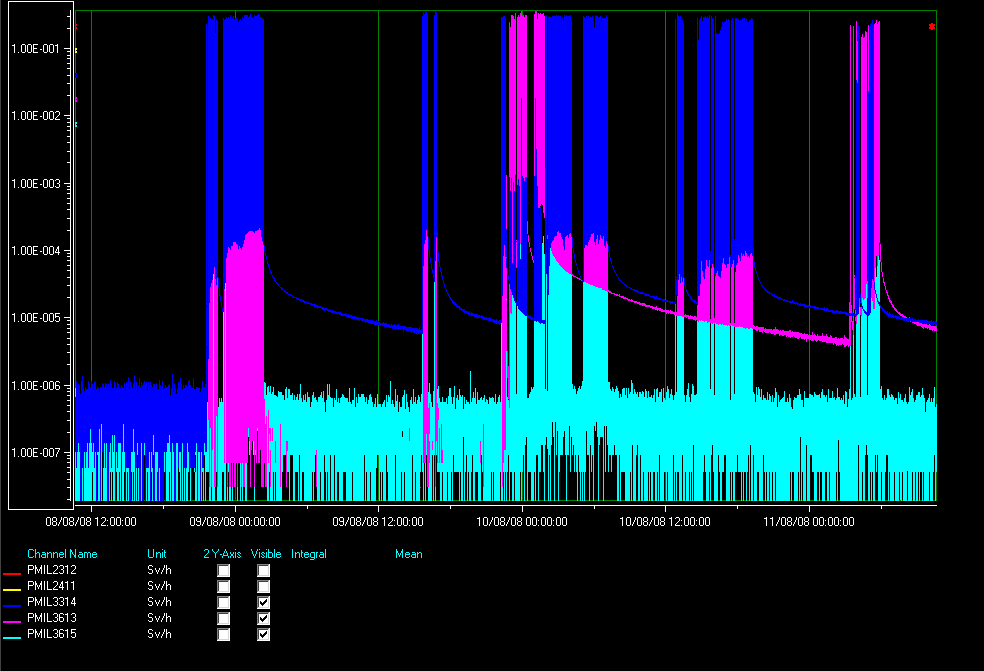 1.00E-001
1.00E-002
1.00E-003
1.00E-004
1.00E-005
1.00E-006
1.00E-007
08/08/08 12:00:00 09/08/08 00:00:00 09/08/08 12:00:00 10/08/08 00:00:00 10/08/08 12:00:00 11/08/08 00:00:00
Channel Name Unit 2 Y-Axis Visible Integral Mean
PMIL2312 Sv/h
PMIL2411 Sv/h
PMIL3314 Sv/h
PMIL3613 Sv/h
PMIL3615 Sv/h